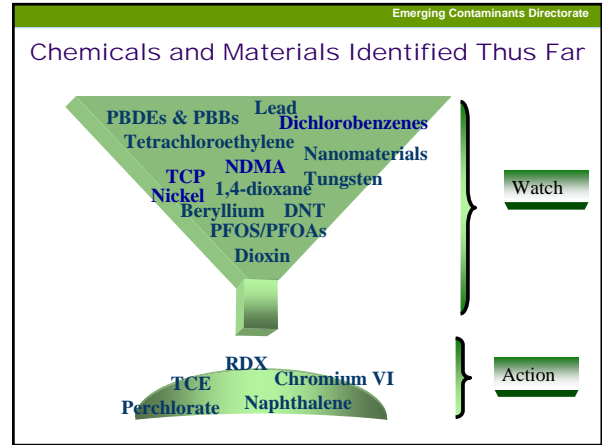 Emerging Contaminants Directorate
Chemicals and Materials Identified Thus Far
Lead
PBDEs & PBBs
Dichlorobenzenes
Tetrachloroethylene
Nanomaterials
NDMA
TCP
Tungsten
1,4-dioxane
Nickel
Beryllium DNT
PFOS/PFOAs
Dioxin
Watch
RDX
TCE
Chromium VI
Perchlorate
Naphthalene
Action